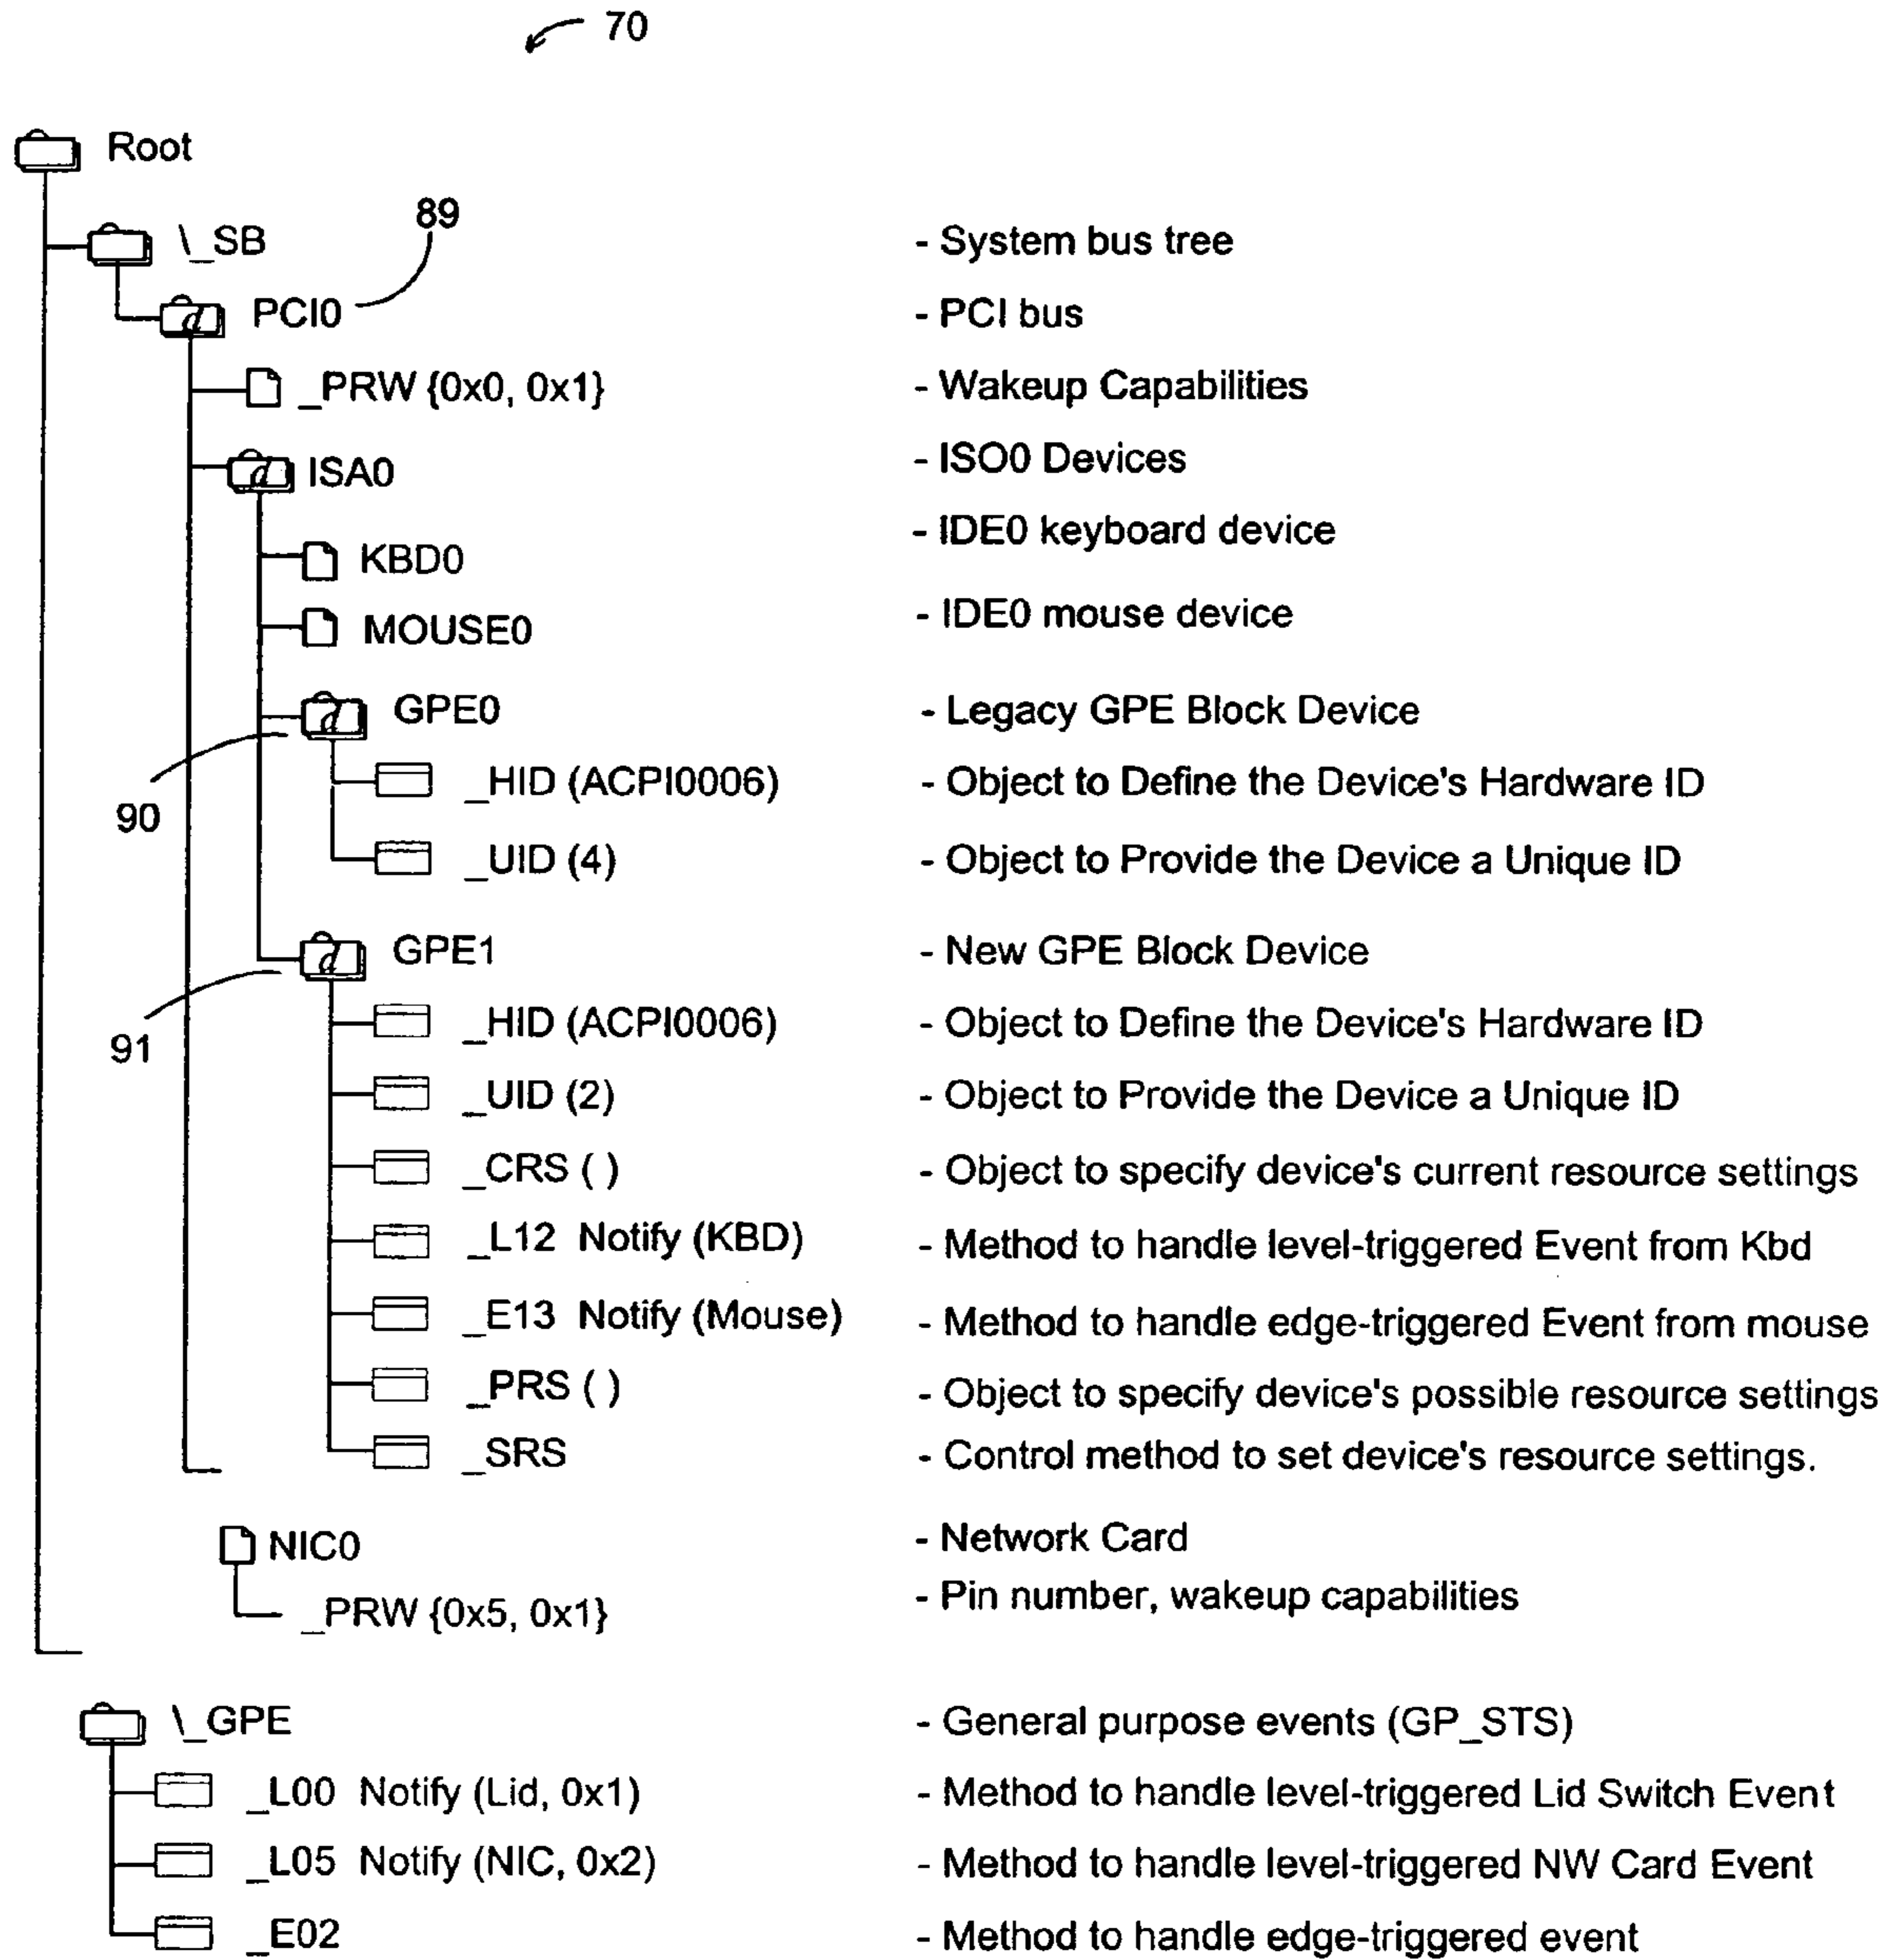 70
Root
89
\_SB - System bus tree
PCI0 - PCI bus
_PRW {0x0, 0x1} - Wakeup Capabilities
ISA0 - ISO0 Devices
KBD0 - IDE0 keyboard device
MOUSE0 - IDE0 mouse device
GPE0 - Legacy GPE Block Device
90
_HID (ACPI0006) - Object to Define the Device's Hardware ID
_UID (4) - Object to Provide the Device a Unique ID
GPE1 - New GPE Block Device
91
_HID (ACPI0006) - Object to Define the Device's Hardware ID
_UID (2) - Object to Provide the Device a Unique ID
_CRS ( ) - Object to specify device's current resource settings
_L12 Notify (KBD) - Method to handle level-triggered Event from Kbd
_E13 Notify (Mouse) - Method to handle edge-triggered Event from mouse
_PRS ( ) - Object to specify device's possible resource settings
_SRS - Control method to set device's resource settings.
NIC0 - Network Card
_PRW {0x5, 0x1} - Pin number, wakeup capabilities
\_GPE - General purpose events (GP_STS)
_L00 Notify (Lid, 0x1) - Method to handle level-triggered Lid Switch Event
_L05 Notify (NIC, 0x2) - Method to handle level-triggered NW Card Event
_E02 - Method to handle edge-triggered event